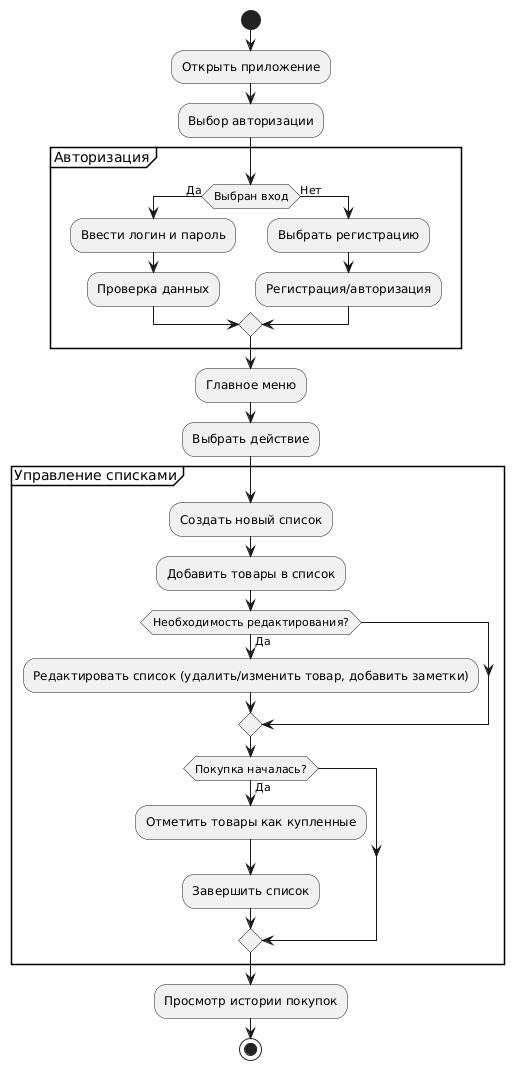 Открыть приложение
Выбор авторизации
Авторизация
Да
Выбран вход
Нет
Ввести логин и пароль
Выбрать регистрацию
Проверка данных
Регистрация/авторизация
Главное меню
Выбрать действие
Управление списками
Создать новый список
Добавить товары в список
Необходимость редактирования?
Да
Редактировать список (удалить/изменить товар, добавить заметки)
Покупка началась?
Да
Отметить товары как купленные
Завершить список
Просмотр истории покупок